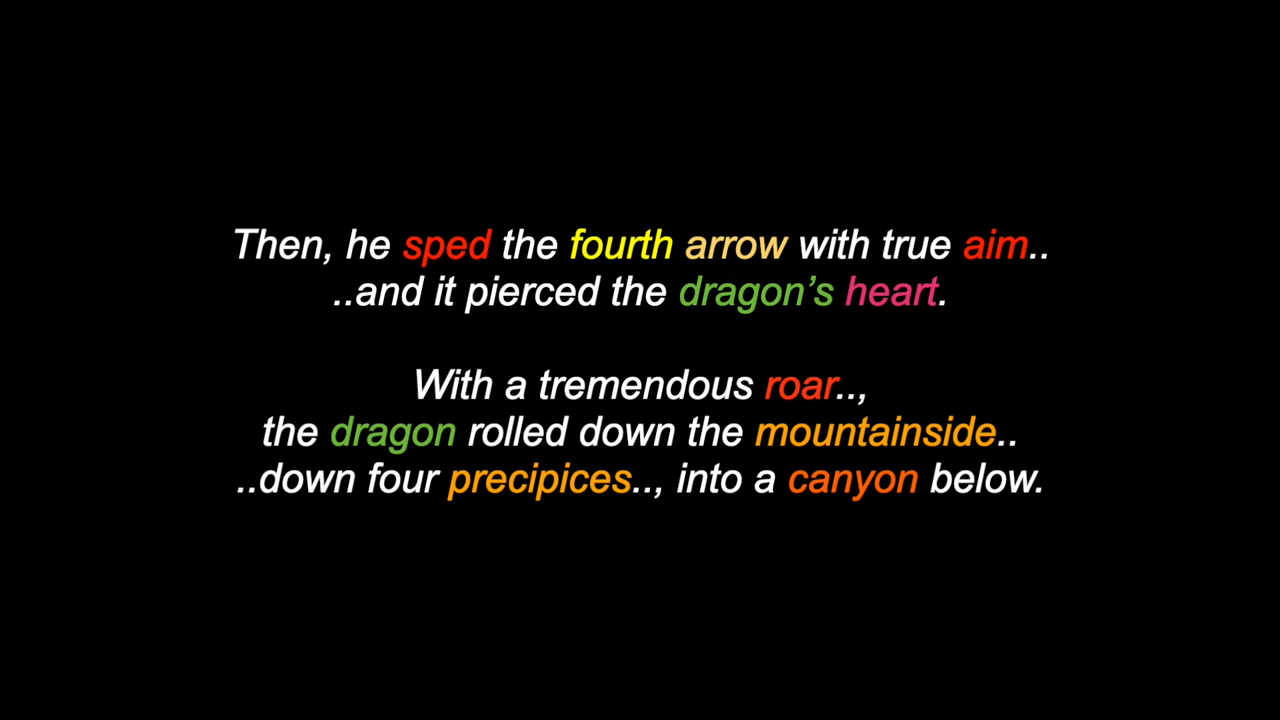 Then, he sped the fourth arrow with true aim..
..and it pierced the dragon’s heart.
With a tremendous roar..,
the dragon rolled down the mountainside..
..down four precipices.., into a canyon below.